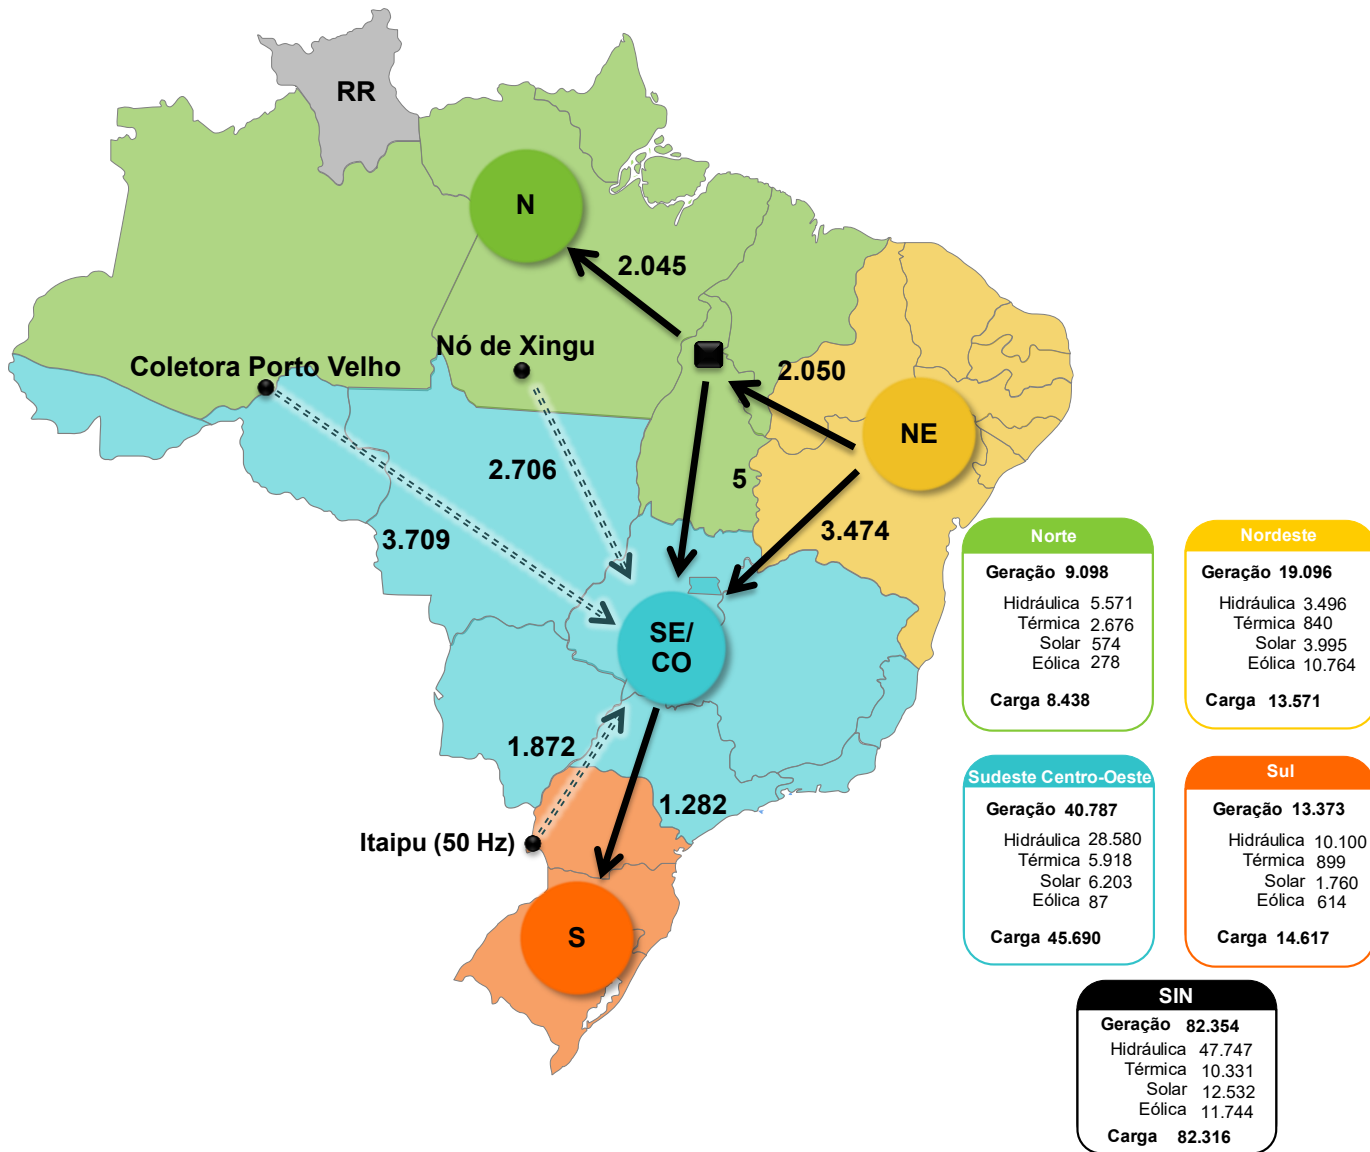 RR
N
2.045
Nó de Xingu
Coletora Porto Velho
2.050
NE
2.706
5
3.474
3.709
SE/
CO
1.872
1.282
Itaipu (50 Hz)
S
Norte
Geração 9.098
Hidráulica 5.571
Térmica 2.676
Solar 574
Eólica 278
Carga 8.438
Nordeste
Geração 19.096
Hidráulica 3.496
Térmica 840
Solar 3.995
Eólica 10.764
Carga 13.571
Sudeste Centro-Oeste
Geração 40.787
Hidráulica 28.580
Térmica 5.918
Solar 6.203
Eólica 87
Carga 45.690
Sul
Geração 13.373
Hidráulica 10.100
Térmica 899
Solar 1.760
Eólica 614
Carga 14.617
SIN
Geração 82.354
Hidráulica 47.747
Térmica 10.331
Solar 12.532
Eólica 11.744
Carga 82.316